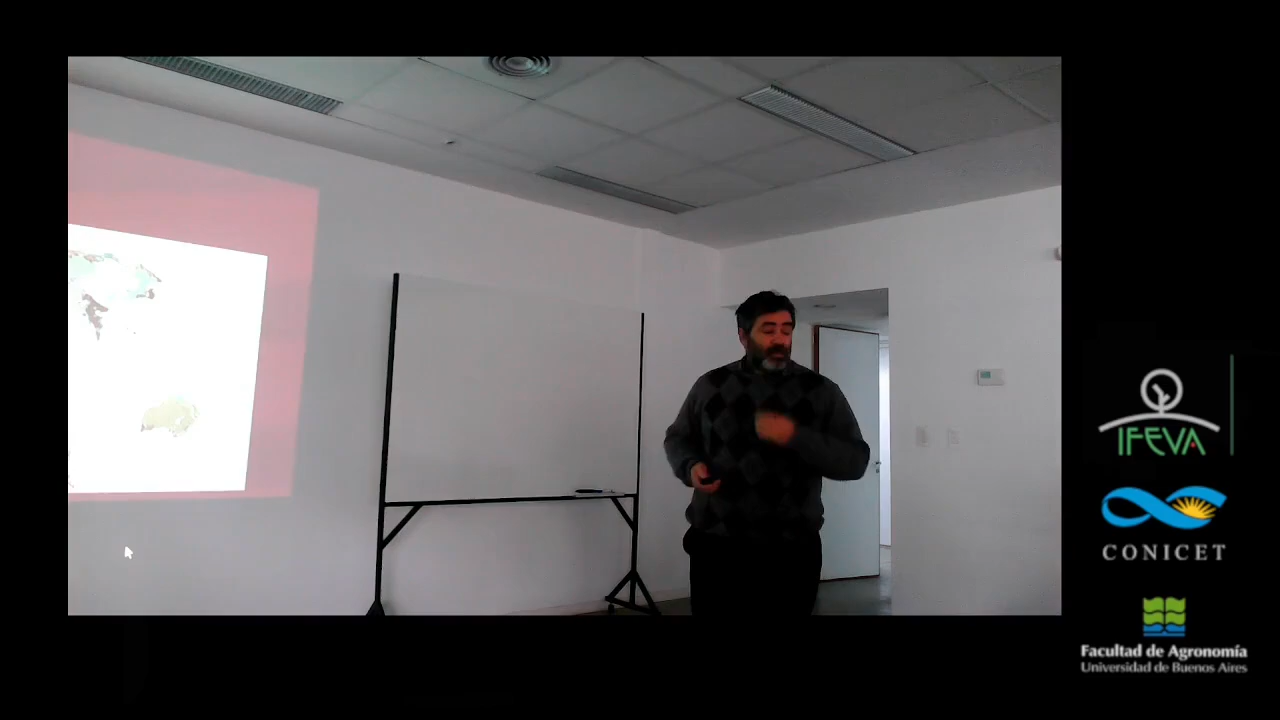 IFEVA
CONICET
Facultad de Agronomía
Universidad de Buenos Aires